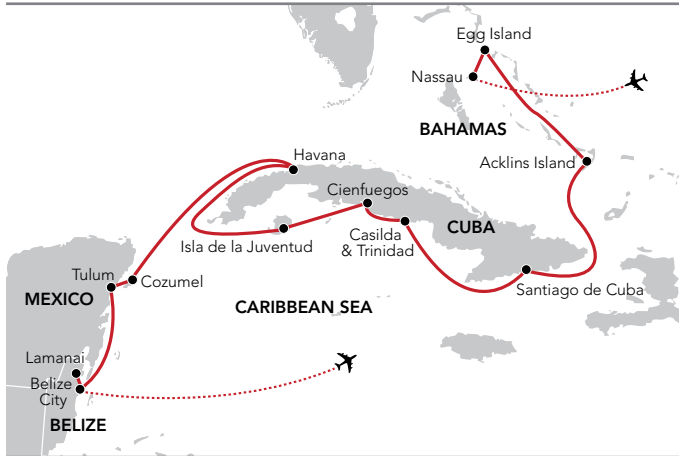 Egg Island
Nassau
BAHAMAS
Havana
Acklins Island
Cienfuegos
CUBA
Isla de la Juventud
Casilda
& Trinidad
Tulum
Cozumel
MEXICO
Santiago de Cuba
CARIBBEAN SEA
Lamanai
Belize
City
BELIZE